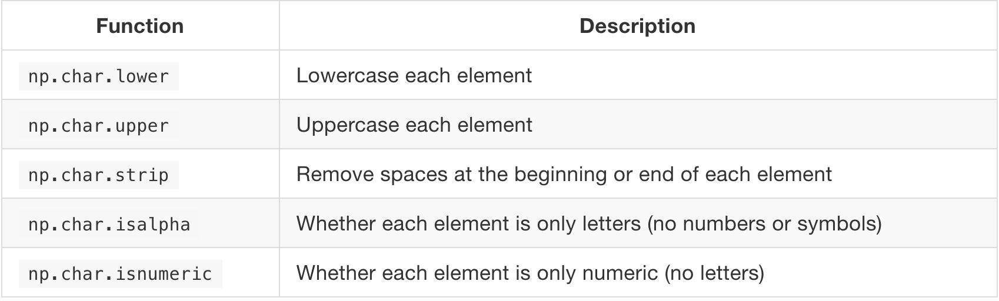 Function Description
np.char.lower Lowercase each element
np.char.upper Uppercase each element
np.char.strip Remove spaces at the beginning or end of each element
np.char.isalpha Whether each element is only letters (no numbers or symbols)
np.char.isnumeric Whether each element is only numeric (no letters)